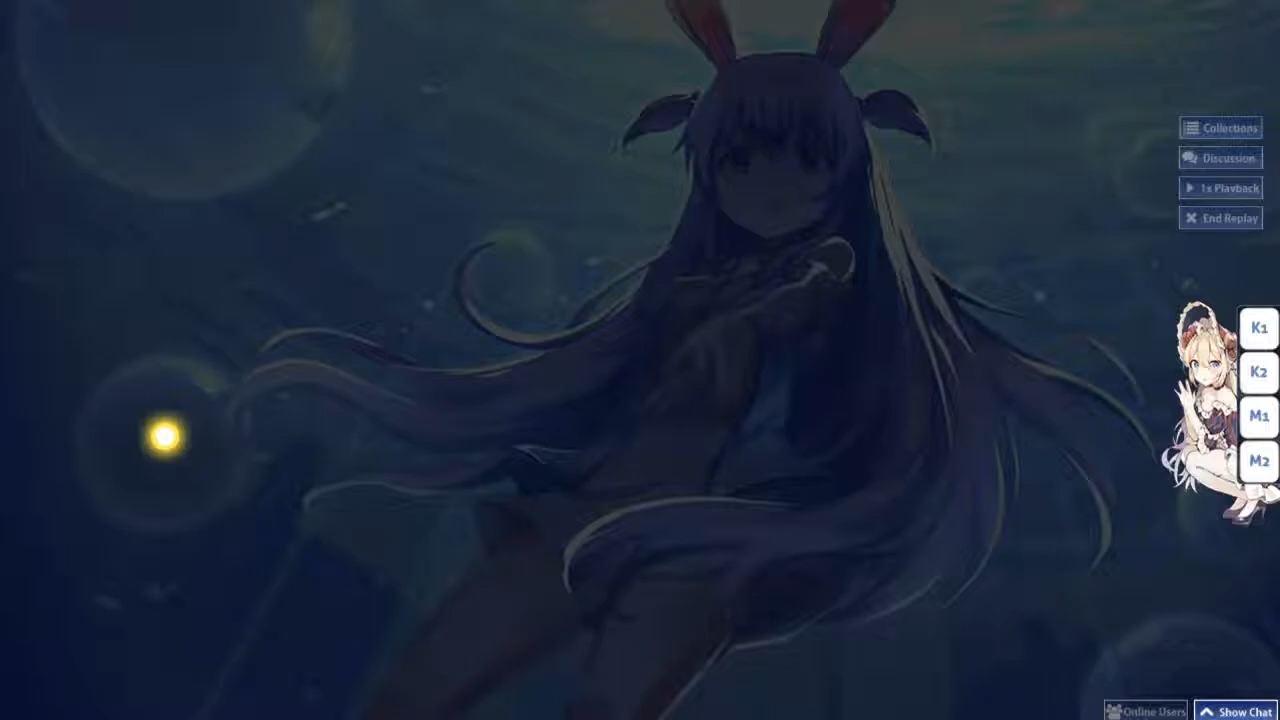 Collections
Discussion
1x Playback
End Replay
K1
K2
M1
M2
Online Users
Show Chat